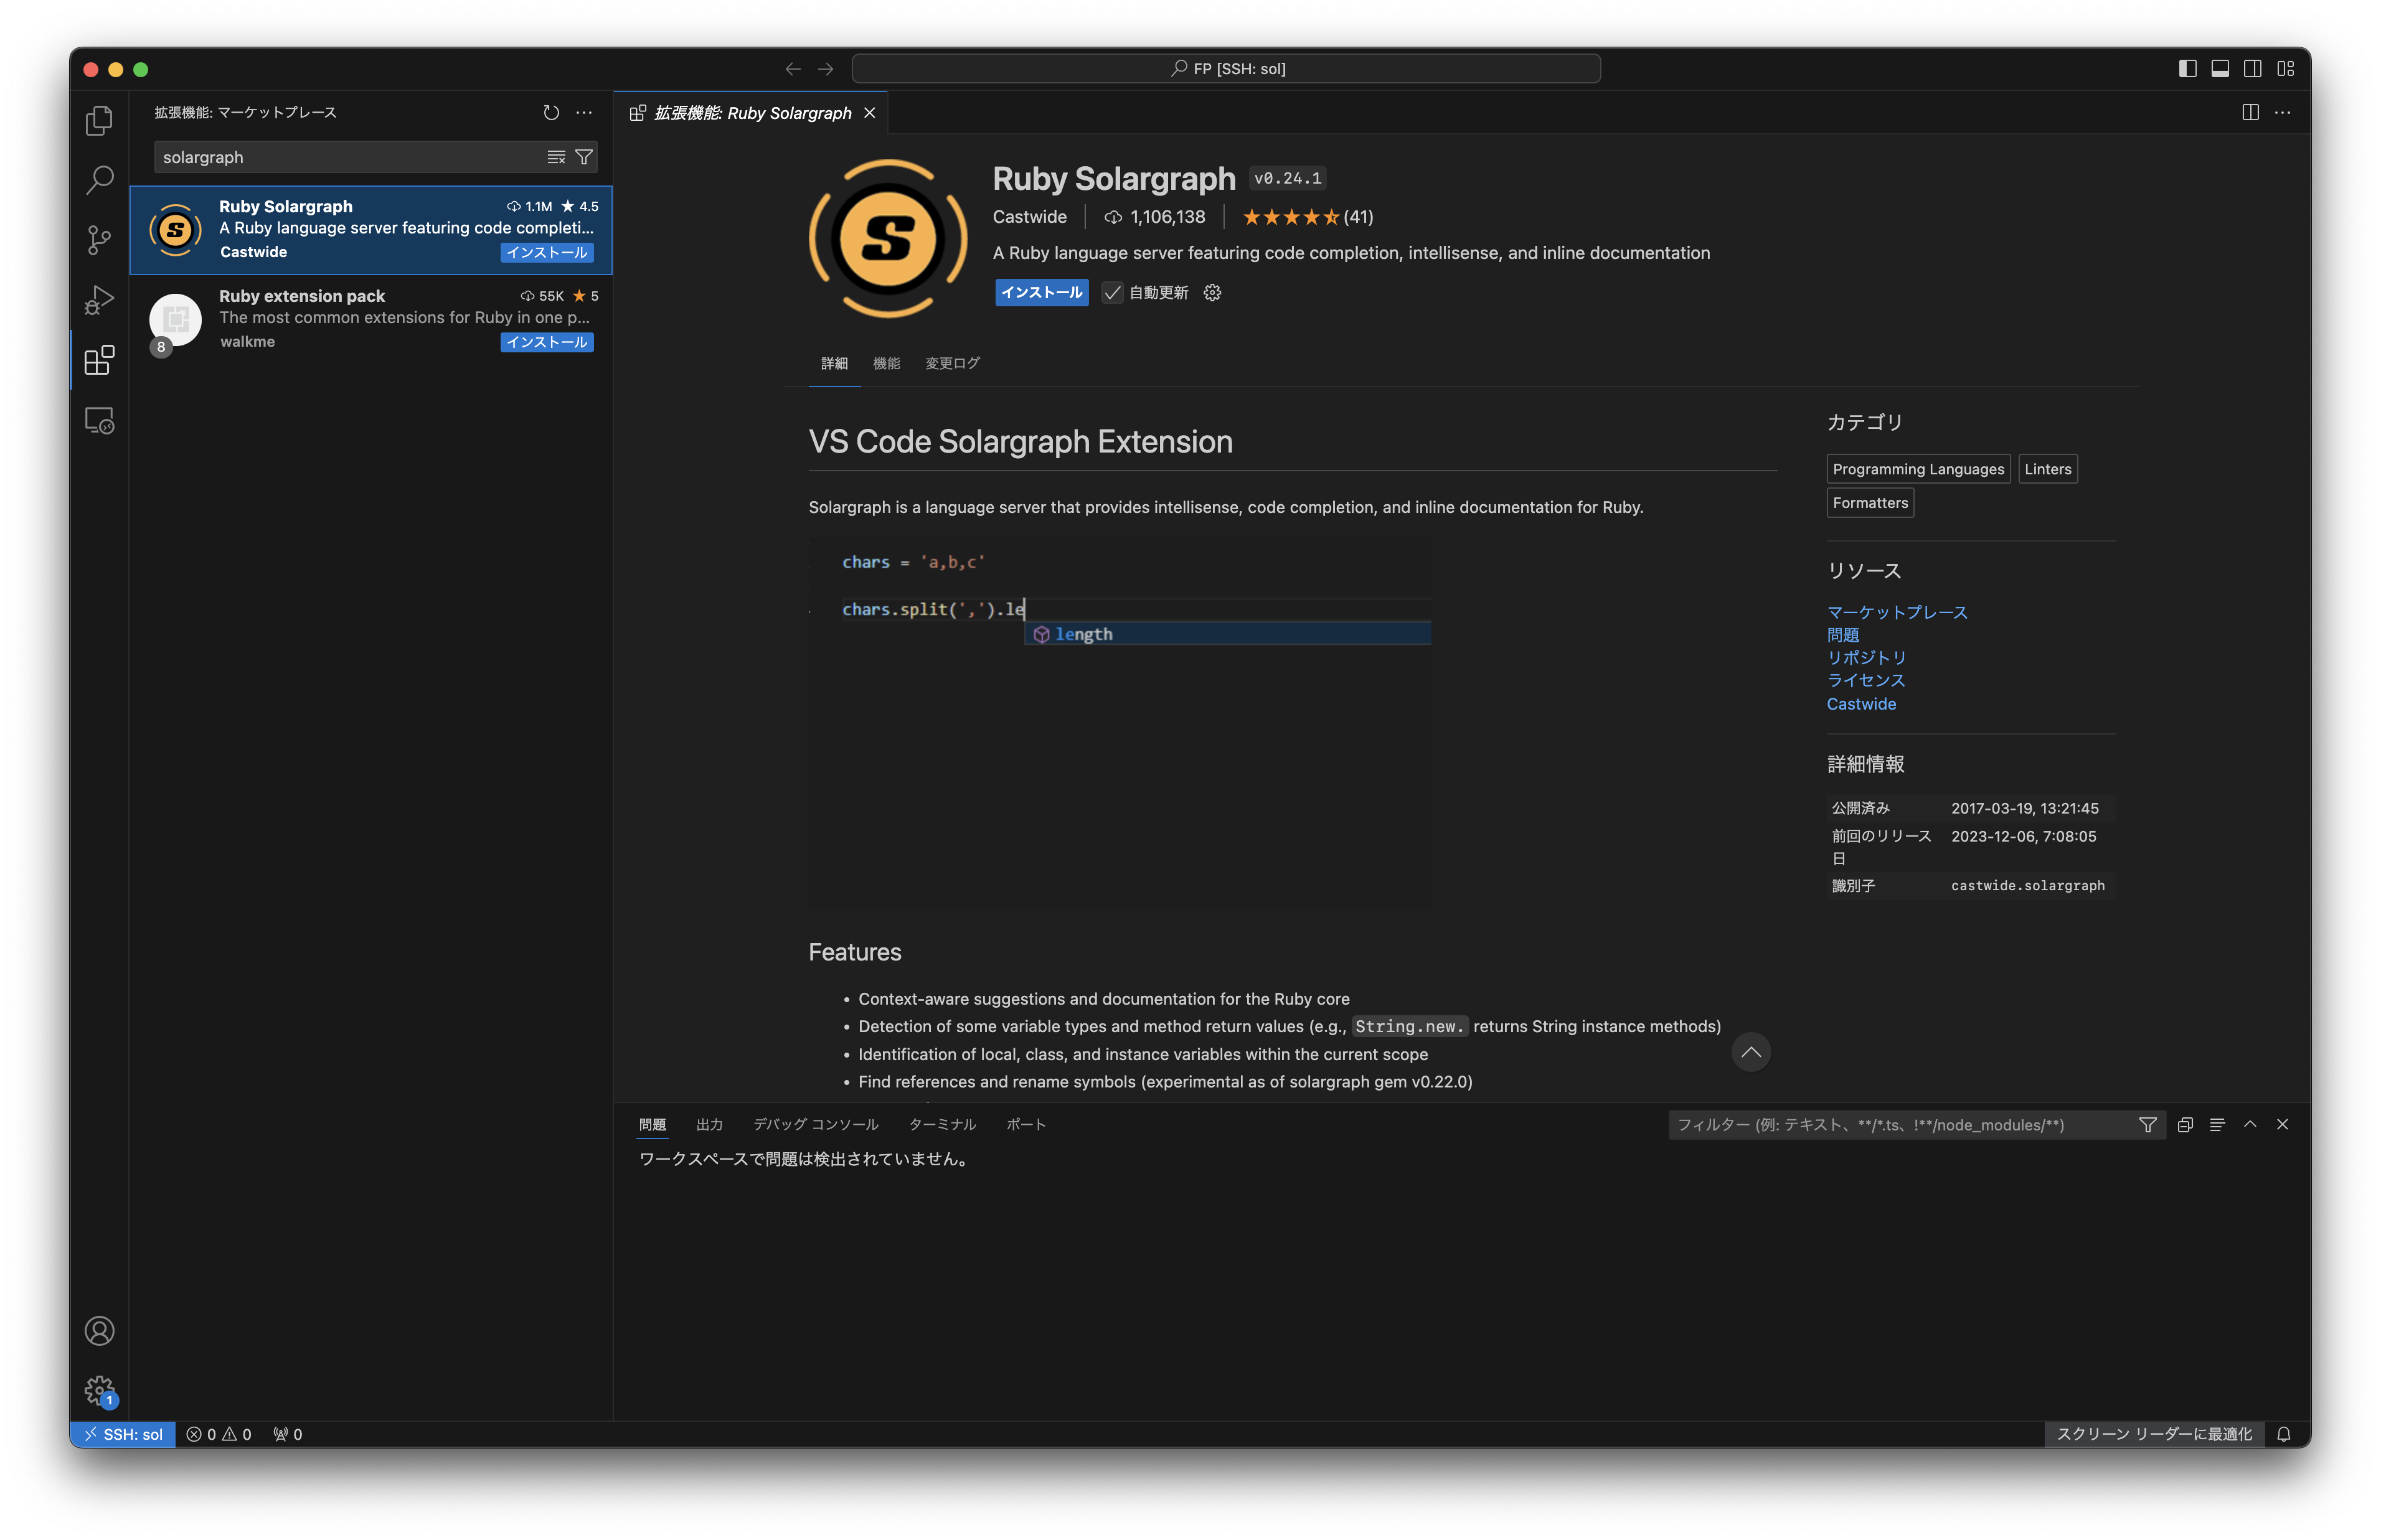 FP [SSH: sol]
拡張機能: マーケットプレース
solargraph
Ruby Solargraph 1.1M ★ 4.5
A Ruby language server featuring code completi...
Castwide インストール
Ruby extension pack 55K ★ 5
The most common extensions for Ruby in one p...
walkme インストール
8
拡張機能: Ruby Solargraph
S
Ruby Solargraph v0.24.1
Castwide 1,106,138 (41)
A Ruby language server featuring code completion, intellisense, and inline documentation
インストール 自動更新
詳細 機能 変更ログ
VS Code Solargraph Extension
Solargraph is a language server that provides intellisense, code completion, and inline documentation for Ruby.
chars = 'a,b,c'
chars.split(',').le
length
Features
• Context-aware suggestions and documentation for the Ruby core
• Detection of some variable types and method return values (e.g., String.new. returns String instance methods)
• Identification of local, class, and instance variables within the current scope
• Find references and rename symbols (experimental as of solargraph gem v0.22.0)
カテゴリ
Programming Languages Linters
Formatters
リソース
マーケットプレース
問題
リポジトリ
ライセンス
Castwide
詳細情報
公開済み 2017-03-19, 13:21:45
前回のリリース 2023-12-06, 7:08:05
日
識別子 castwide.solargraph
問題 出力 デバッグ コンソール ターミナル ポート
フィルター (例: テキスト、**/*.ts、!**/node_modules/**)
ワークスペースで問題は検出されていません。
1
SSH: sol 0 0 0
スクリーン リーダーに最適化